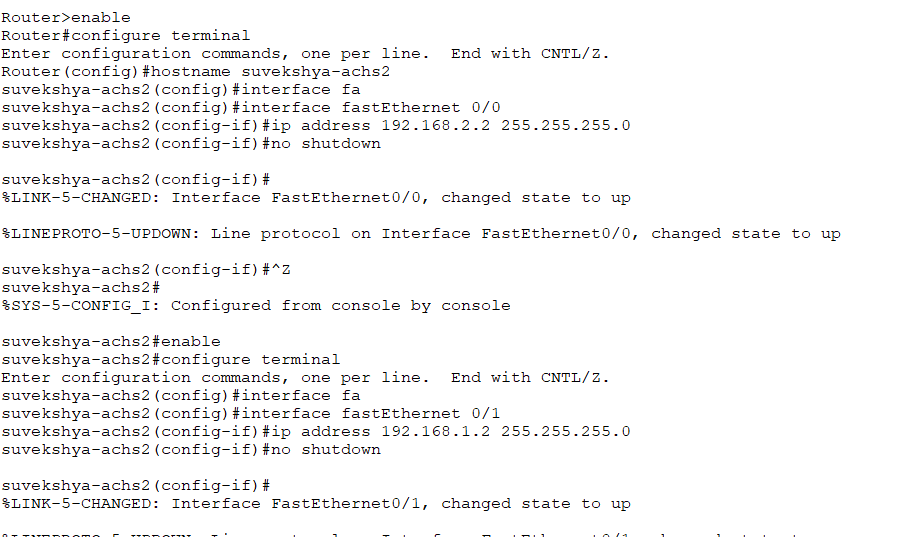 Router>enable
Router#configure terminal
Enter configuration commands, one per line.  End with CNTL/Z.
Router(config)#hostname suvekshya-achs2
suvekshya-achs2(config)#interface fa
suvekshya-achs2(config)#interface fastEthernet 0/0
suvekshya-achs2(config-if)#ip address 192.168.2.2 255.255.255.0
suvekshya-achs2(config-if)#no shutdown
suvekshya-achs2(config-if)#
%LINK-5-CHANGED: Interface FastEthernet0/0, changed state to up
%LINEPROTO-5-UPDOWN: Line protocol on Interface FastEthernet0/0, changed state to up
suvekshya-achs2(config-if)#^Z
suvekshya-achs2#
%SYS-5-CONFIG_I: Configured from console by console
suvekshya-achs2#enable
suvekshya-achs2#configure terminal
Enter configuration commands, one per line.  End with CNTL/Z.
suvekshya-achs2(config)#interface fa
suvekshya-achs2(config)#interface fastEthernet 0/1
suvekshya-achs2(config-if)#ip address 192.168.1.2 255.255.255.0
suvekshya-achs2(config-if)#no shutdown
suvekshya-achs2(config-if)#
%LINK-5-CHANGED: Interface FastEthernet0/1, changed state to up